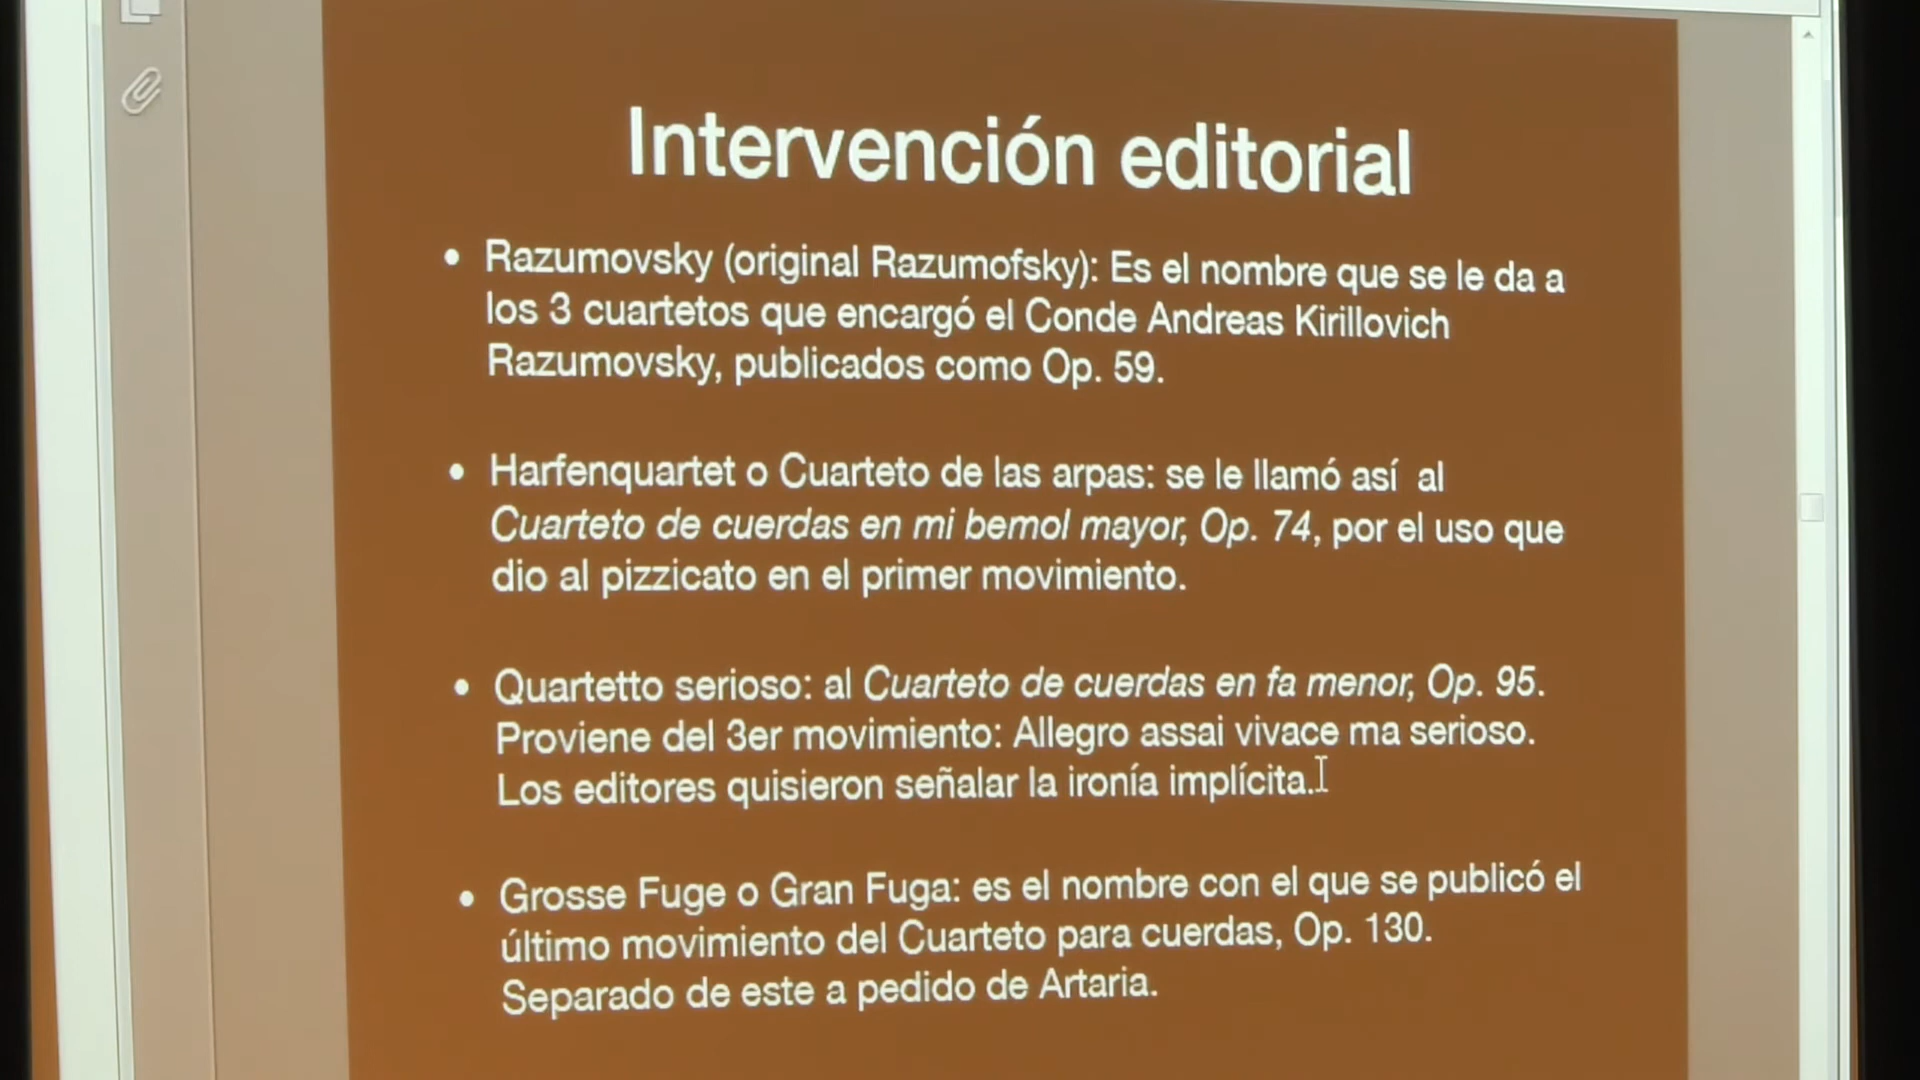 Intervención editorial
• Razumovsky (original Razumofsky): Es el nombre que se le da a
los 3 cuartetos que encargó el Conde Andreas Kirillovich
Razumovsky, publicados como Op. 59.
• Harfenquartet o Cuarteto de las arpas: se le llamó así al
Cuarteto de cuerdas en mi bemol mayor, Op. 74, por el uso que
dio al pizzicato en el primer movimiento.
• Quartetto serioso: al Cuarteto de cuerdas en fa menor, Op. 95.
Proviene del 3er movimiento: Allegro assai vivace ma serioso.
Los editores quisieron señalar la ironía implícita.
• Grosse Fuge o Gran Fuga: es el nombre con el que se publicó el
último movimiento del Cuarteto para cuerdas, Op. 130.
Separado de este a pedido de Artaria.